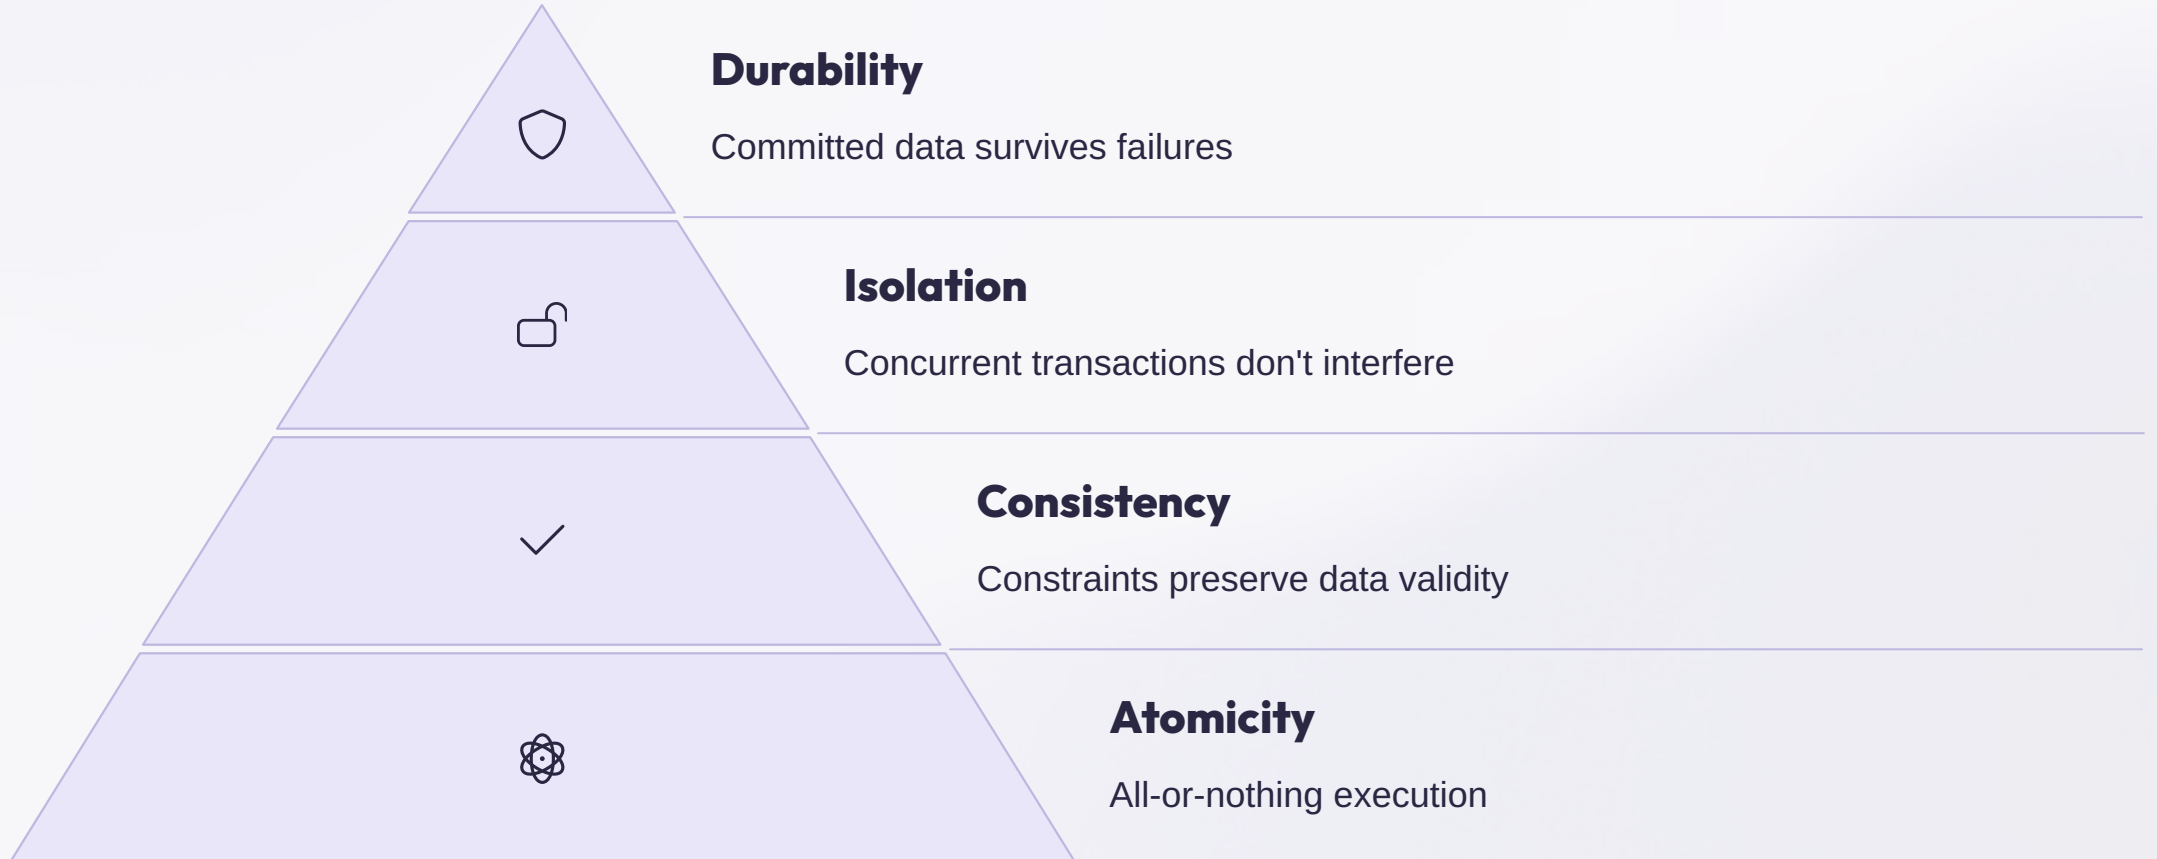 Durability
Committed data survives failures
Isolation
Concurrent transactions don't interfere
Consistency
Constraints preserve data validity
Atomicity
All-or-nothing execution